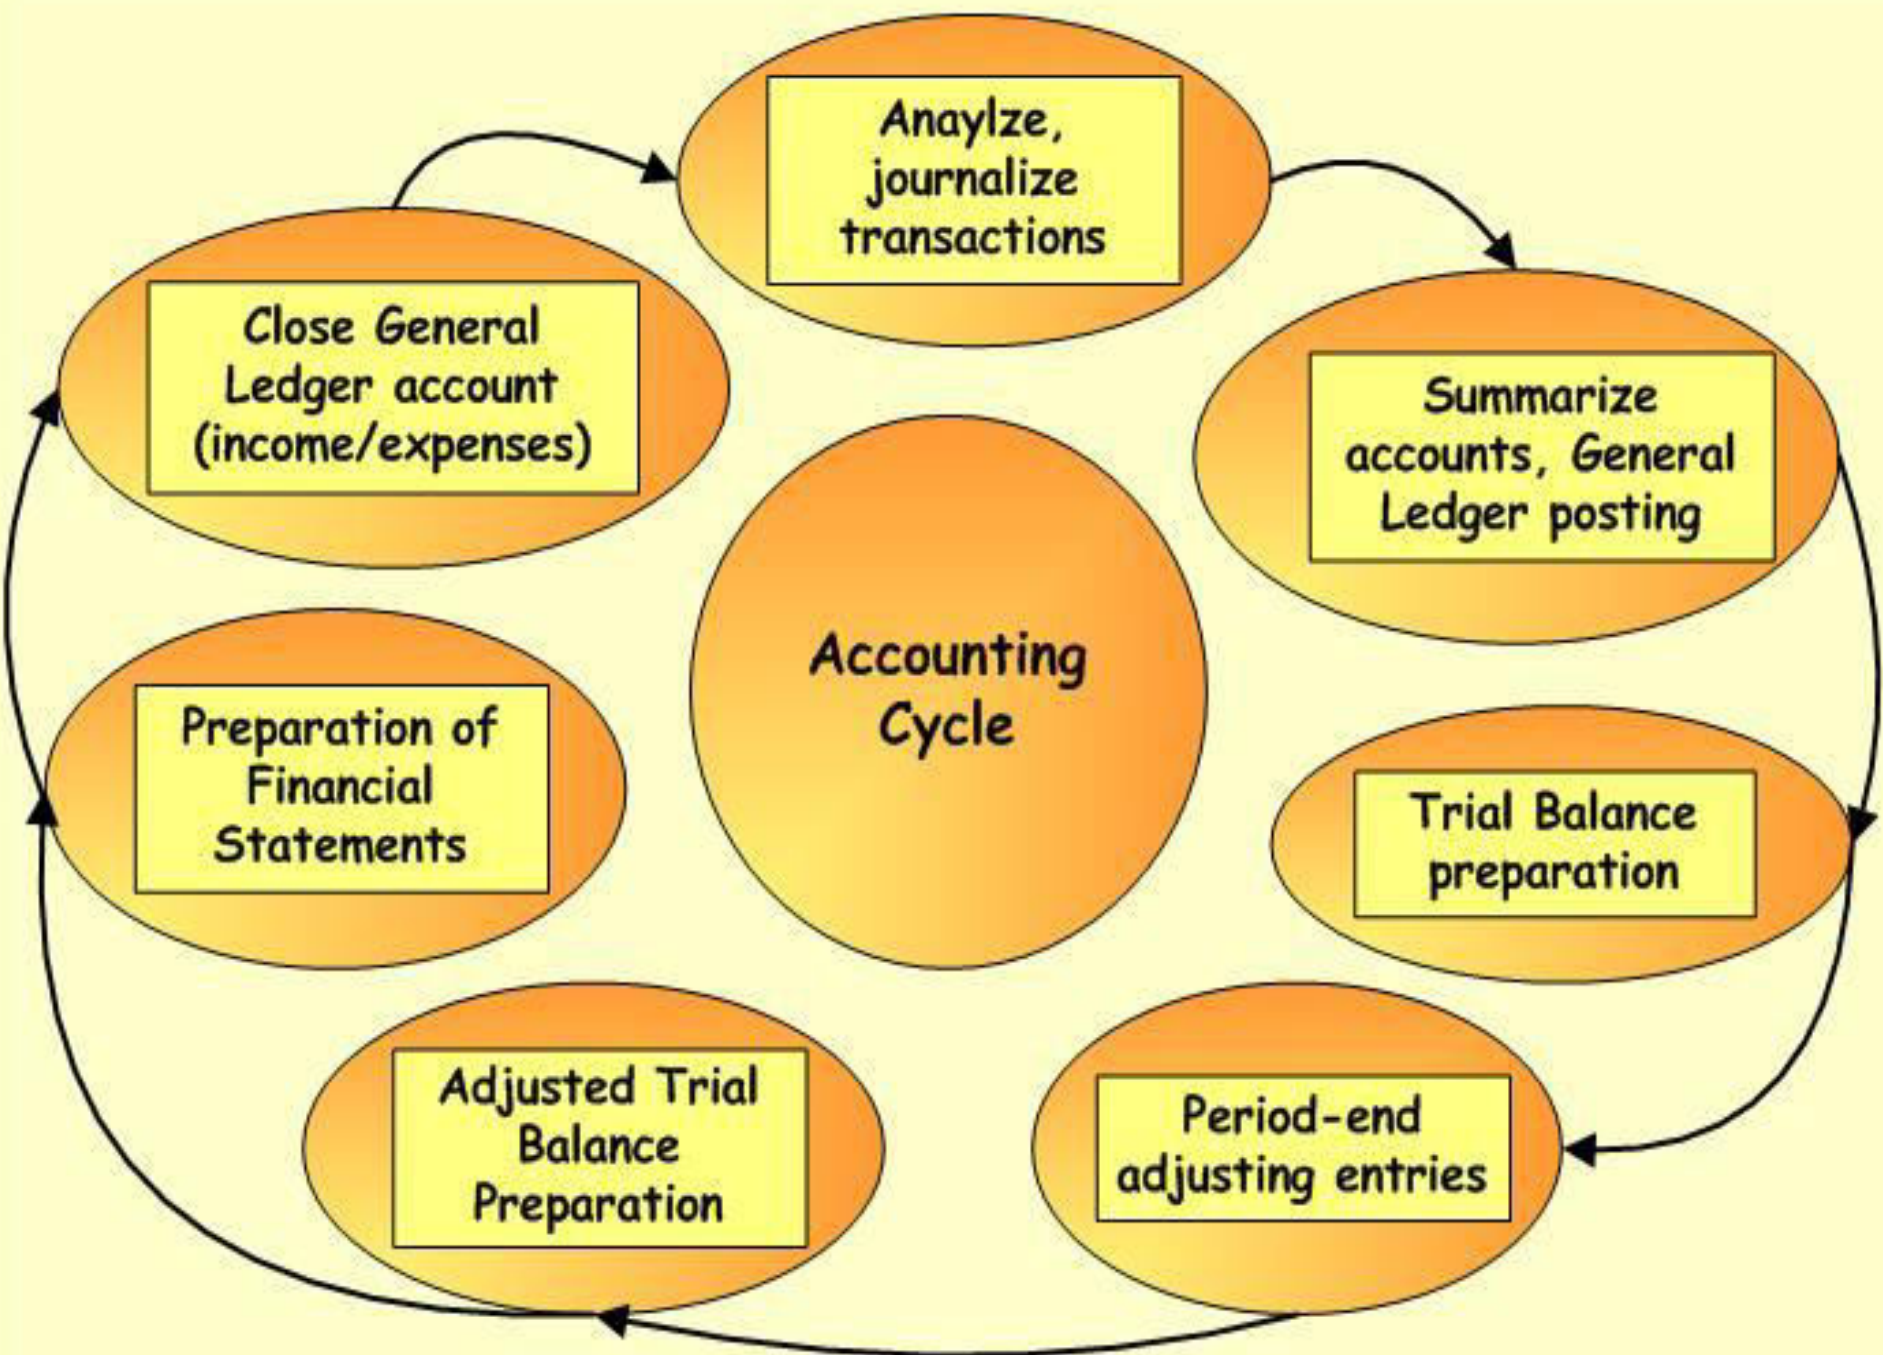 Anaylze,
journalize
transactions
Summarize
accounts, General
Ledger posting
Trial Balance
preparation
Period-end
adjusting entries
Adjusted Trial
Balance
Preparation
Preparation of
Financial
Statements
Close General
Ledger account
(income/expenses)
Accounting
Cycle